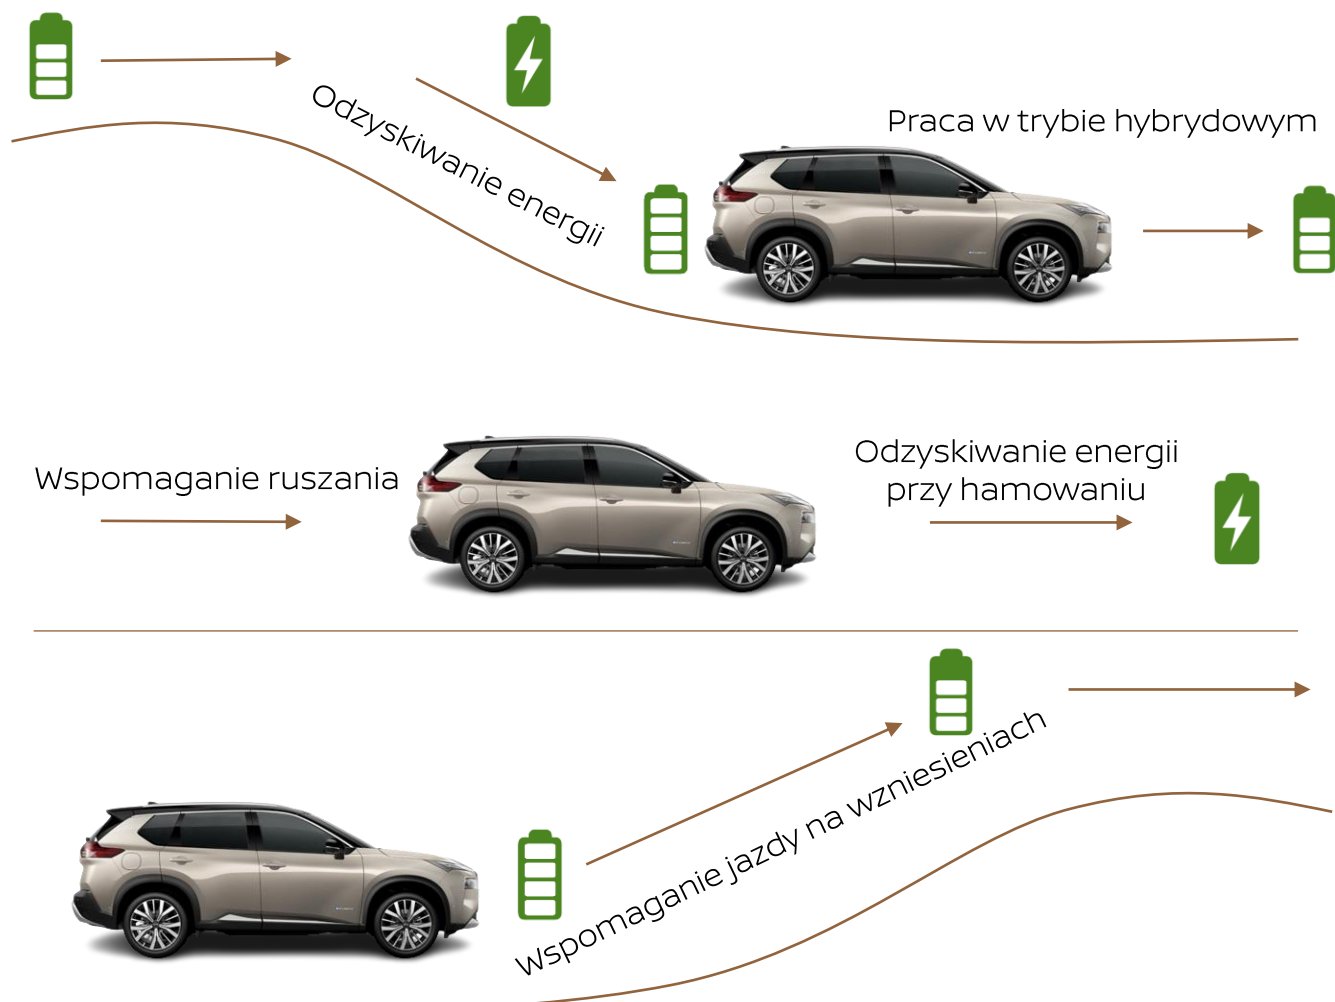 Odzyskiwanie energii
Praca w trybie hybrydowym
Wspomaganie ruszania
Odzyskiwanie energii
przy hamowaniu
Wspomaganie jazdy na wzniesieniach